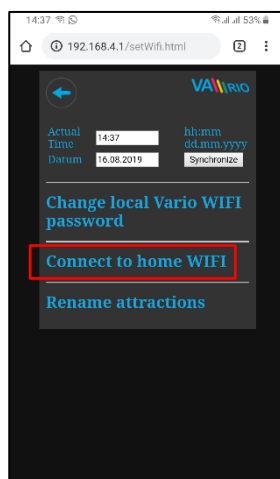 14:37 53%
192.168.4.1/setWifi.html 2
VARIO
Actual Time 14:37 hh:mm
Datum 16.08.2019 dd.mm.yyyy
Synchronize
Change local Vario WIFI
password
Connect to home WIFI
Rename attractions